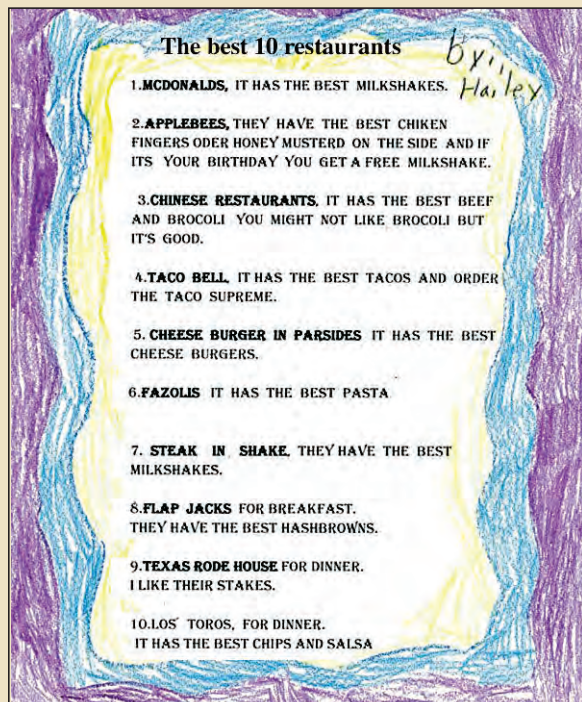 The best 10 restaurants
by: Hailey
1.MCDONALDS, IT HAS THE BEST MILKSHAKES.
2.APPLEBEES, THEY HAVE THE BEST CHIKEN
FINGERS ODER HONEY MUSTERD ON THE SIDE AND IF
ITS YOUR BIRTHDAY YOU GET A FREE MILKSHAKE.
3.CHINESE RESTAURANTS, IT HAS THE BEST BEEF
AND BROCOLI YOU MIGHT NOT LIKE BROCOLI BUT
IT'S GOOD.
4.TACO BELL, IT HAS THE BEST TACOS AND ORDER
THE TACO SUPREME.
5. CHEESE BURGER IN PARSIDES IT HAS THE BEST
CHEESE BURGERS.
6.FAZOLIS IT HAS THE BEST PASTA
7. STEAK IN SHAKE, THEY HAVE THE BEST
MILKSHAKES.
8.FLAP JACKS FOR BREAKFAST.
THEY HAVE THE BEST HASHBROWNS.
9.TEXAS RODE HOUSE FOR DINNER.
I LIKE THEIR STAKES.
10.LOS' TOROS, FOR DINNER.
IT HAS THE BEST CHIPS AND SALSA